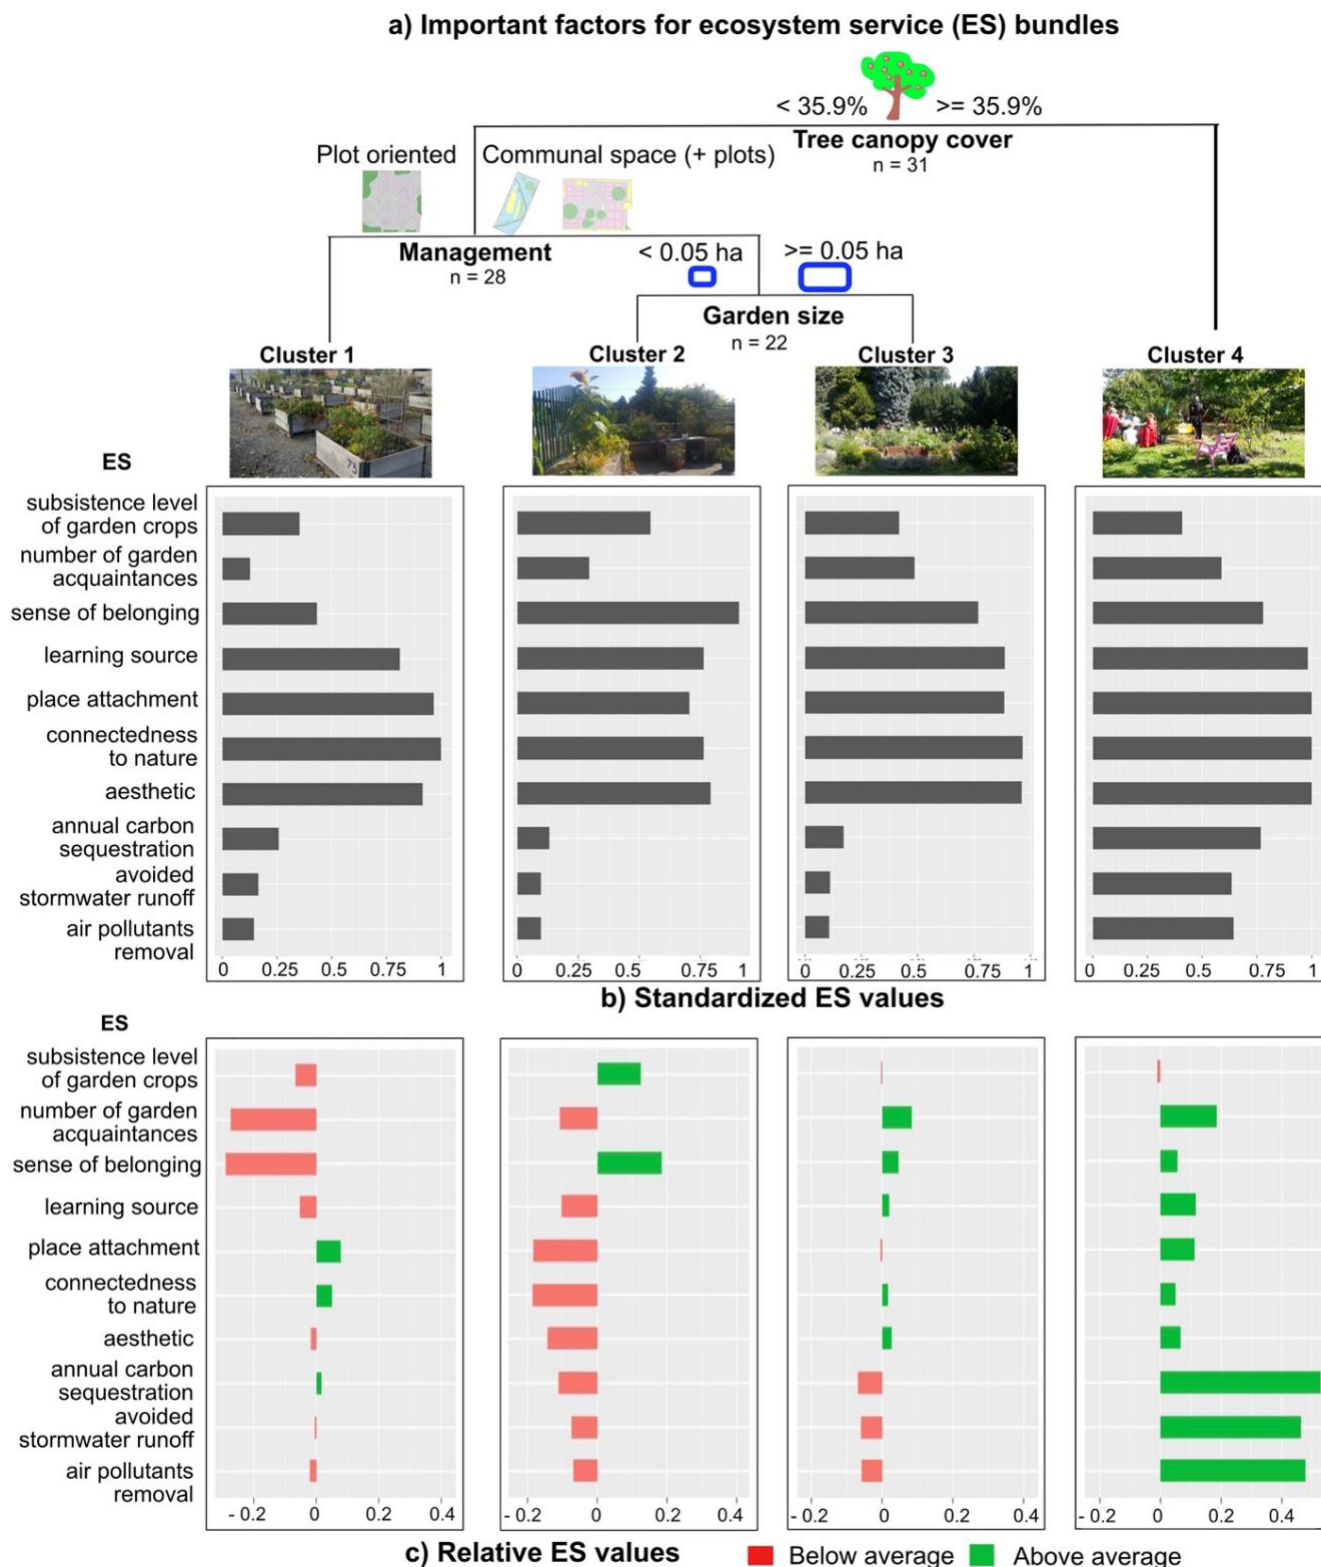 a) Important factors for ecosystem service (ES) bundles
< 35.9% >= 35.9%
Tree canopy cover
n = 31
Plot oriented Communal space (+ plots)
Management
n = 28
< 0.05 ha >= 0.05 ha
Garden size
n = 22
Cluster 1 Cluster 2 Cluster 3 Cluster 4
73
ES
subsistence level
of garden crops
number of garden
acquaintances
sense of belonging
learning source
place attachment
connectedness
to nature
aesthetic
annual carbon
sequestration
avoided
stormwater runoff
air pollutants
removal
0 0.25 0.5 0.75 1 0 0.25 0.5 0.75 1 0 0.25 0.5 0.75 1 0 0.25 0.5 0.75 1
b) Standardized ES values
ES
subsistence level
of garden crops
number of garden
acquaintances
sense of belonging
learning source
place attachment
connectedness
to nature
aesthetic
annual carbon
sequestration
avoided
stormwater runoff
air pollutants
removal
- 0.2 0 0.2 0.4 - 0.2 0 0.2 0.4 - 0.2 0 0.2 0.4 - 0.2 0 0.2 0.4
c) Relative ES values Below average Above average